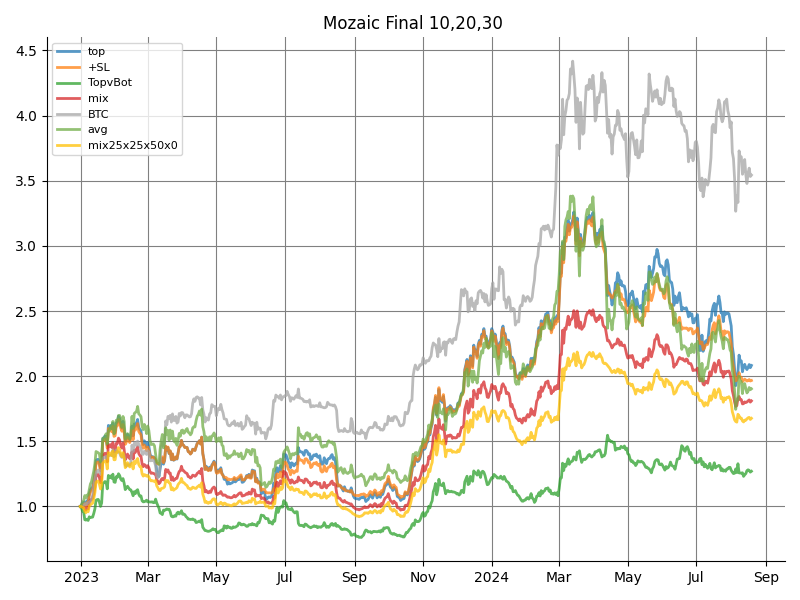 Mozaic Final 10,20,30
4.5
4.0
3.5
3.0
2.5
2.0
1.5
1.0
top
+SL
TopvBot
mix
BTC
avg
mix25x25x50x0
2023 Mar May Jul Sep Nov 2024 Mar May Jul Sep